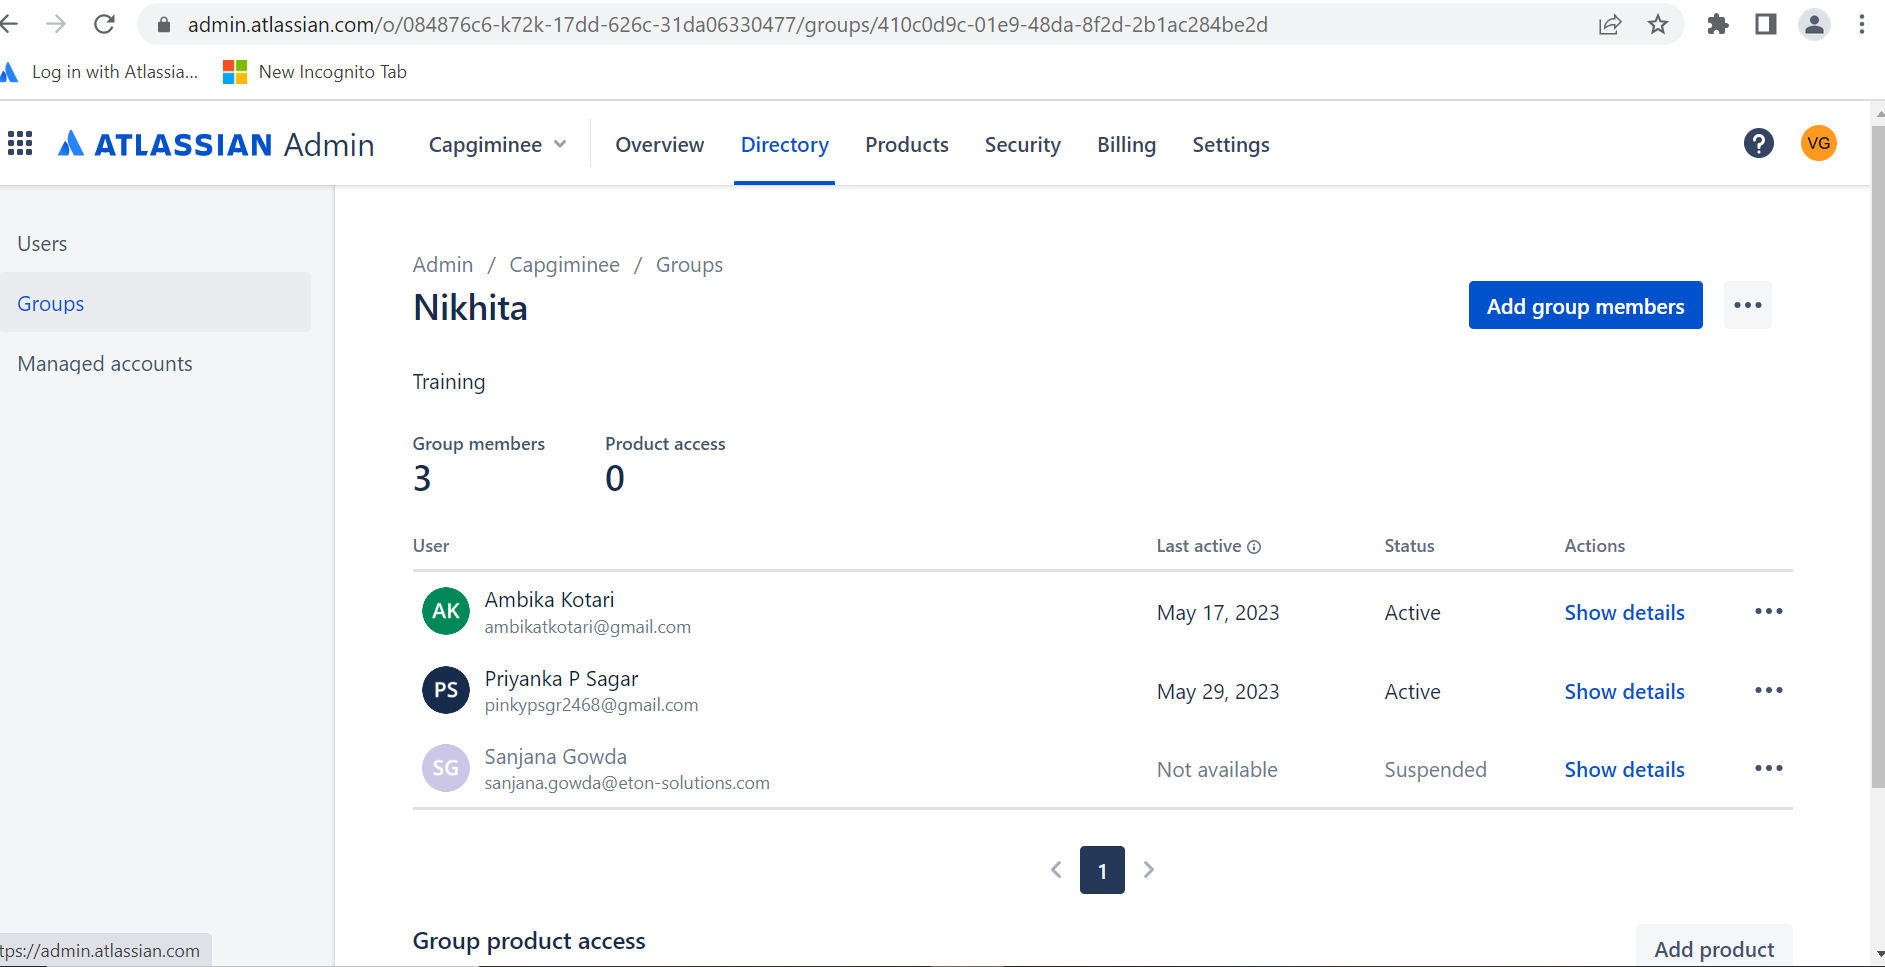 admin.atlassian.com/o/084876c6-k72k-17dd-626c-31da06330477/groups/410c0d9c-01e9-48da-8f2d-2b1ac284be2d
Log in with Atlassia... New Incognito Tab
ATLASSIAN Admin Capgiminee Overview Directory Products Security Billing Settings ? VG
Users
Groups
Managed accounts
Admin / Capgiminee / Groups
Nikhita
Add group members
Training
Group members Product access
3 0
User Last active Status Actions
AK Ambika Kotari May 17, 2023 Active Show details
ambikatkotari@gmail.com
PS Priyanka P Sagar May 29, 2023 Active Show details
pinkypsgr2468@gmail.com
SG Sanjana Gowda Not available Suspended Show details
sanjana.gowda@eton-solutions.com
1
Group product access Add product
tps://admin.atlassian.com